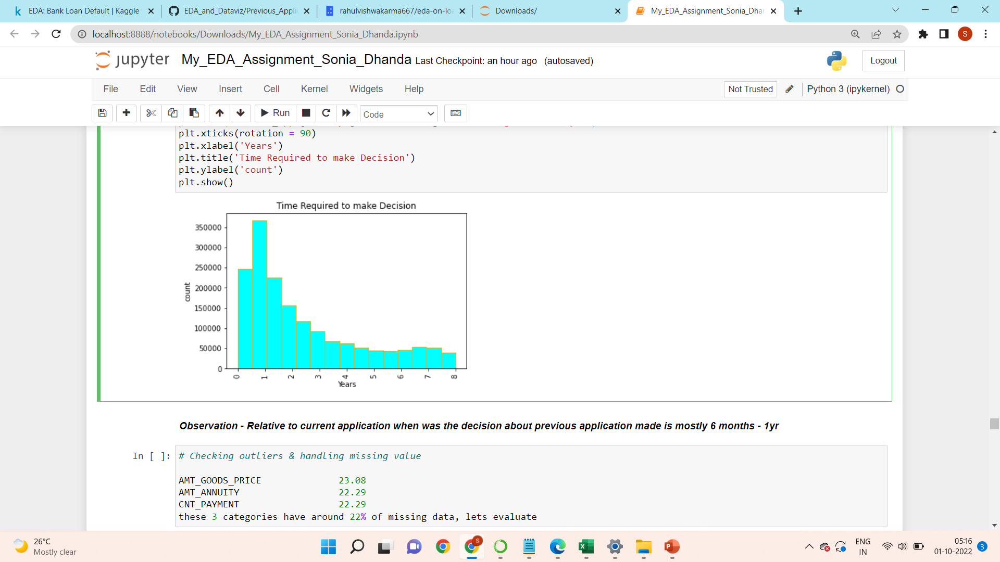 EDA: Bank Loan Default | Kaggle
EDA_and_Dataviz/Previous_Appli
rahulvishwakarma667/eda-on-loa
Downloads/
My_EDA_Assignment_Sonia_Dhan
localhost:8888/notebooks/Downloads/My_EDA_Assignment_Sonia_Dhanda.ipynb
S
jupyter My_EDA_Assignment_Sonia_Dhanda Last Checkpoint: an hour ago (autosaved)
Logout
File Edit View Insert Cell Kernel Widgets Help
Not Trusted
Python 3 (ipykernel)
Run
Code
plt.xticks(rotation = 90)
plt.xlabel('Years')
plt.title('Time Required to make Decision')
plt.ylabel('count')
plt.show()
Time Required to make Decision
350000
300000
250000
200000
150000
100000
50000
0
count
0 1 2 3 4 5 6 7 8
Years
Observation - Relative to current application when was the decision about previous application made is mostly 6 months - 1yr
In [ ]:
# Checking outliers & handling missing value
AMT_GOODS_PRICE 23.08
AMT_ANNUITY 22.29
CNT_PAYMENT 22.29
these 3 categories have around 22% of missing data, lets evaluate
26°C
Mostly clear
S
ENG
IN
05:16
01-10-2022
3